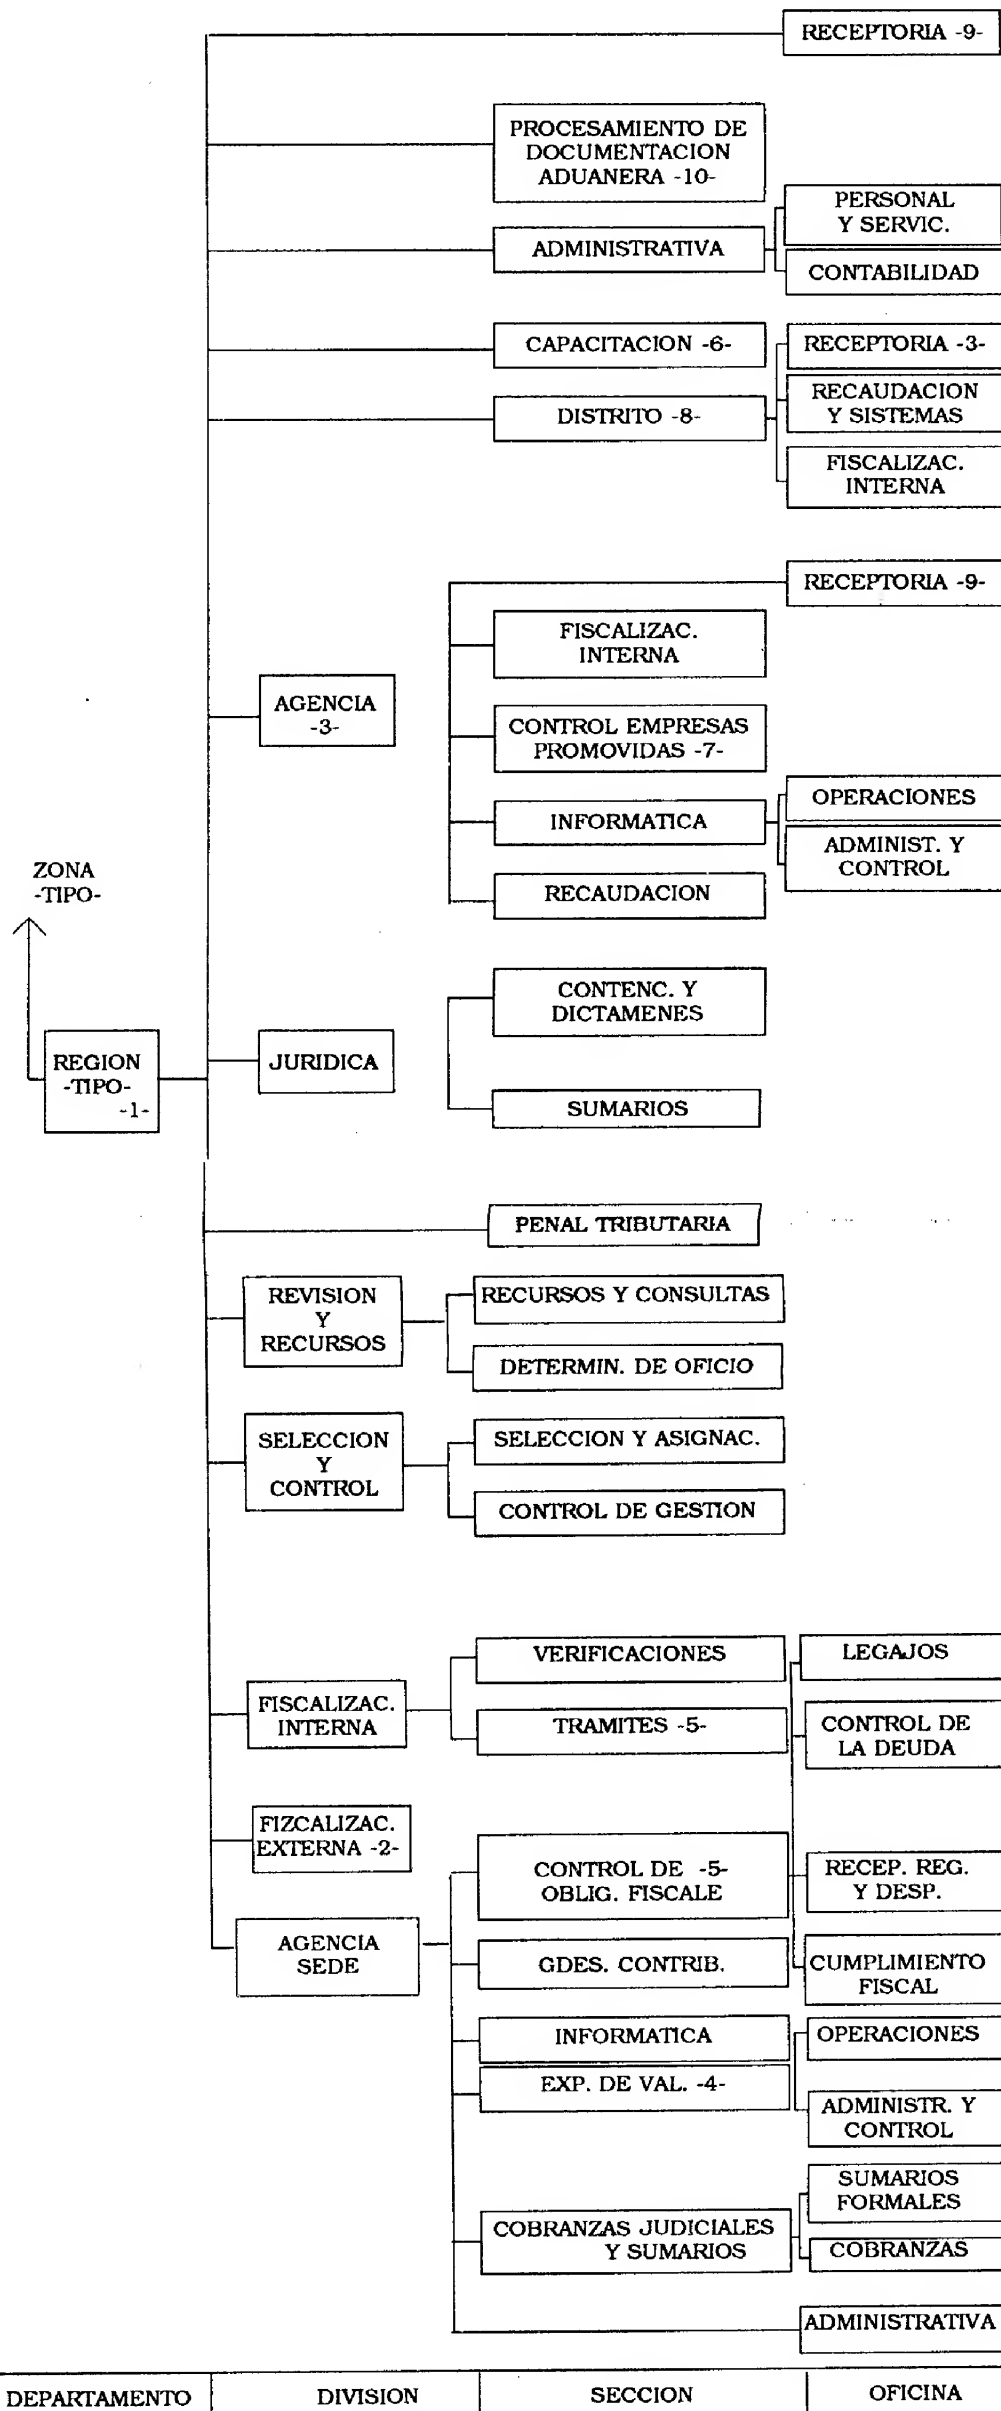 RECEPTORIA -9-
PROCESAMIENTO DE
DOCUMENTACION
ADUANERA -10-
PERSONAL
Y SERVIC.
ADMINISTRATIVA
CONTABILIDAD
CAPACITACION -6-
RECEPTORIA -3-
RECAUDACION
Y SISTEMAS
DISTRITO -8-
FISCALIZAC.
INTERNA
RECEPTORIA -9-
FISCALIZAC.
INTERNA
AGENCIA
-3-
CONTROL EMPRESAS
PROMOVIDAS -7-
OPERACIONES
INFORMATICA
ADMINIST. Y
CONTROL
ZONA
-TIPO-
RECAUDACION
CONTENC. Y
DICTAMENES
REGION
-TIPO-
-1-
JURIDICA
SUMARIOS
PENAL TRIBUTARIA
REVISION
Y
RECURSOS
RECURSOS Y CONSULTAS
DETERMIN. DE OFICIO
SELECCION
Y
CONTROL
SELECCION Y ASIGNAC.
CONTROL DE GESTION
VERIFICACIONES
LEGAJOS
FISCALIZAC.
INTERNA
TRAMITES -5-
CONTROL DE
LA DEUDA
FIZCALIZAC.
EXTERNA -2-
CONTROL DE -5-
OBLIG. FISCALE
RECEP. REG.
Y DESP.
AGENCIA
SEDE
GDES. CONTRIB.
CUMPLIMIENTO
FISCAL
INFORMATICA
OPERACIONES
EXP. DE VAL. -4-
ADMINISTR. Y
CONTROL
SUMARIOS
FORMALES
COBRANZAS JUDICIALES
Y SUMARIOS
COBRANZAS
ADMINISTRATIVA
DEPARTAMENTO DIVISION SECCION OFICINA